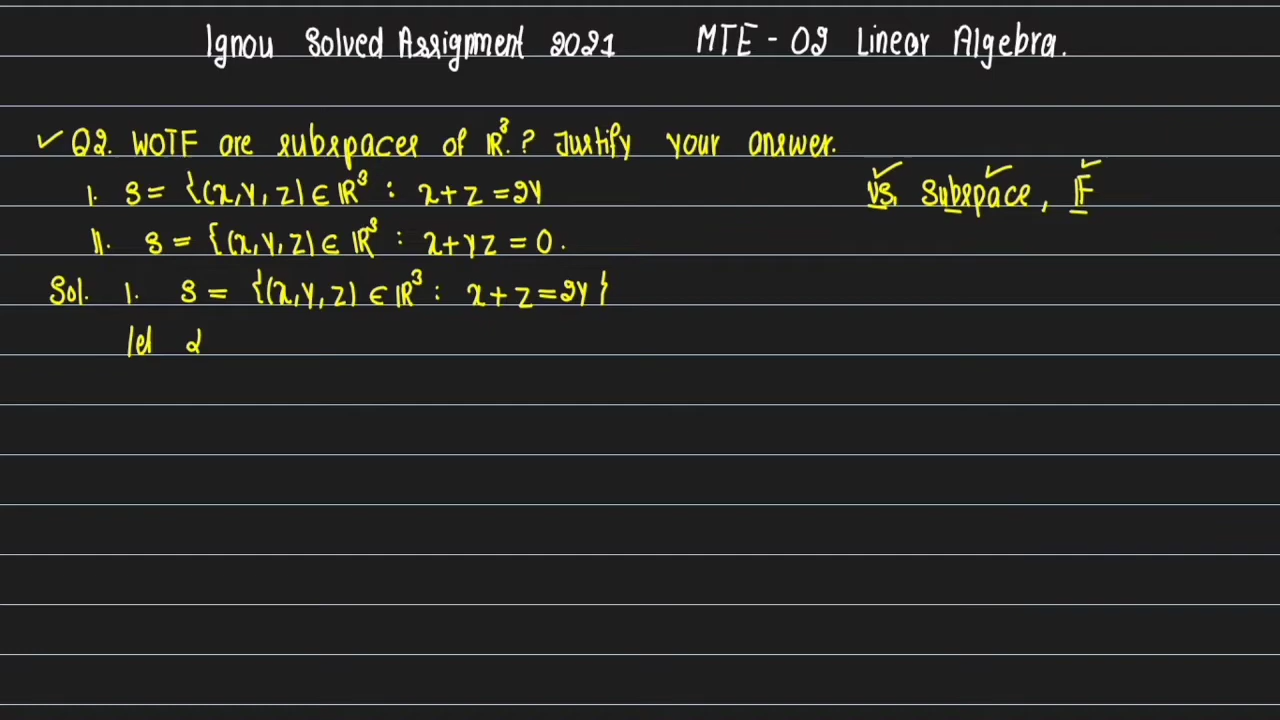 Ignou Solved Assignment 2021 MTE - 02 Linear Algebra.
✓ Q2. WOTF are subspaces of ℝ³.? Justify your answer.
I. S = {(x, y, z) ∈ ℝ³ : x + z = 2y
VS, Subspace, F
II. S = {(x, y, z) ∈ ℝ³ : x + yz = 0.
Sol. I. S = {(x, y, z) ∈ ℝ³ : x + z = 2y}
let α